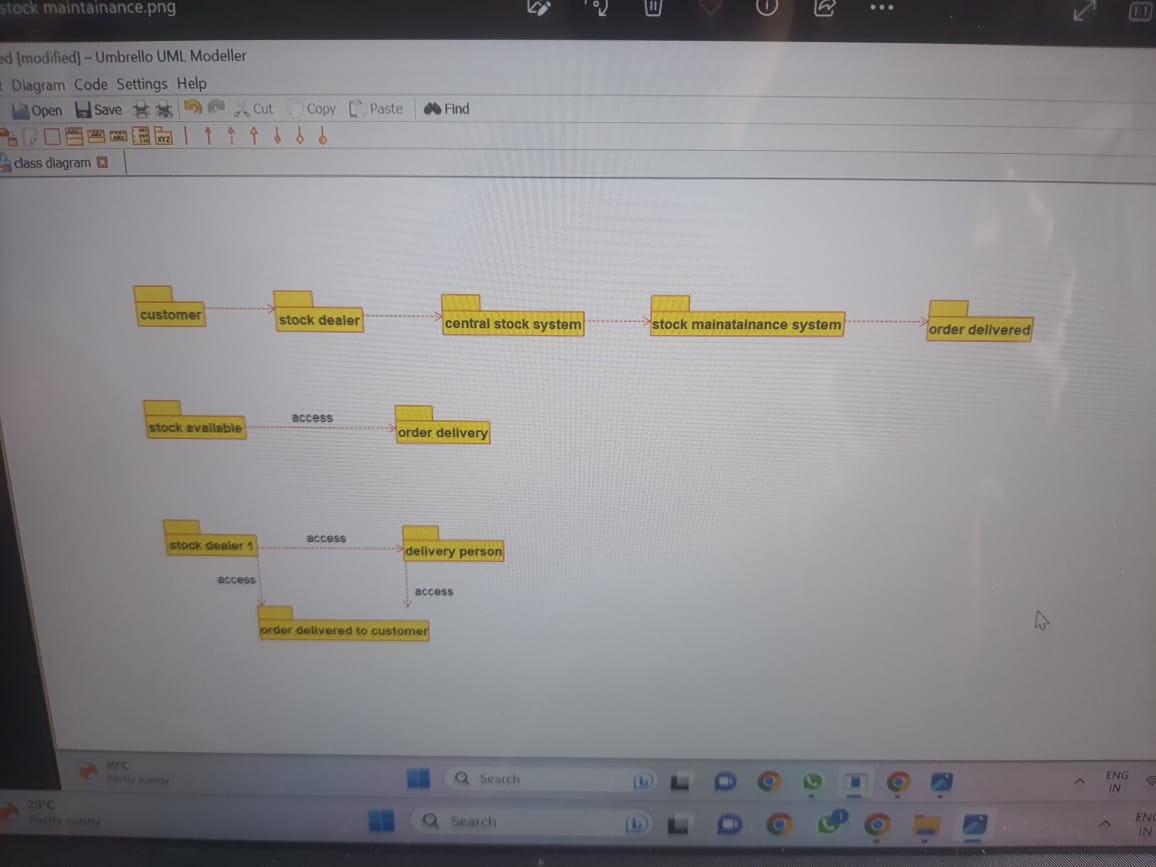 stock maintainance.png
ed [modified] – Umbrello UML Modeller
Diagram Code Settings Help
Open Save Cut Copy Paste Find
class diagram
customer
stock dealer
central stock system
stock mainatainance system
order delivered
stock available
access
order delivery
stock dealer 1
access
delivery person
access
access
order delivered to customer
30°C
Partly sunny
Search
ENG
IN
29°C
Partly sunny
Search
ENG
IN